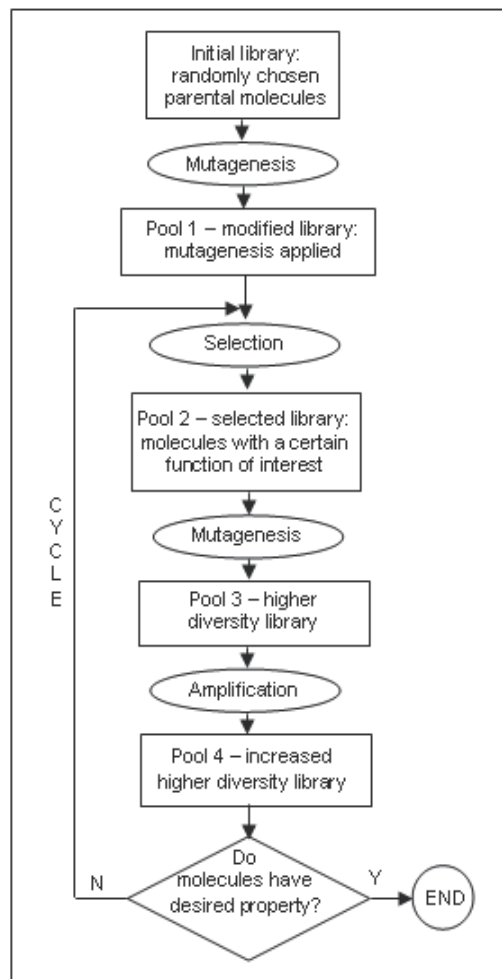 Initial library:
randomly chosen
parental molecules
Mutagenesis
Pool 1 – modified library:
mutagenesis applied
Selection
Pool 2 – selected library:
molecules with a certain
function of interest
CYCLE
Mutagenesis
Pool 3 – higher
diversity library
Amplification
Pool 4 – increased
higher diversity library
Do
molecules have
desired property?
N
Y
END